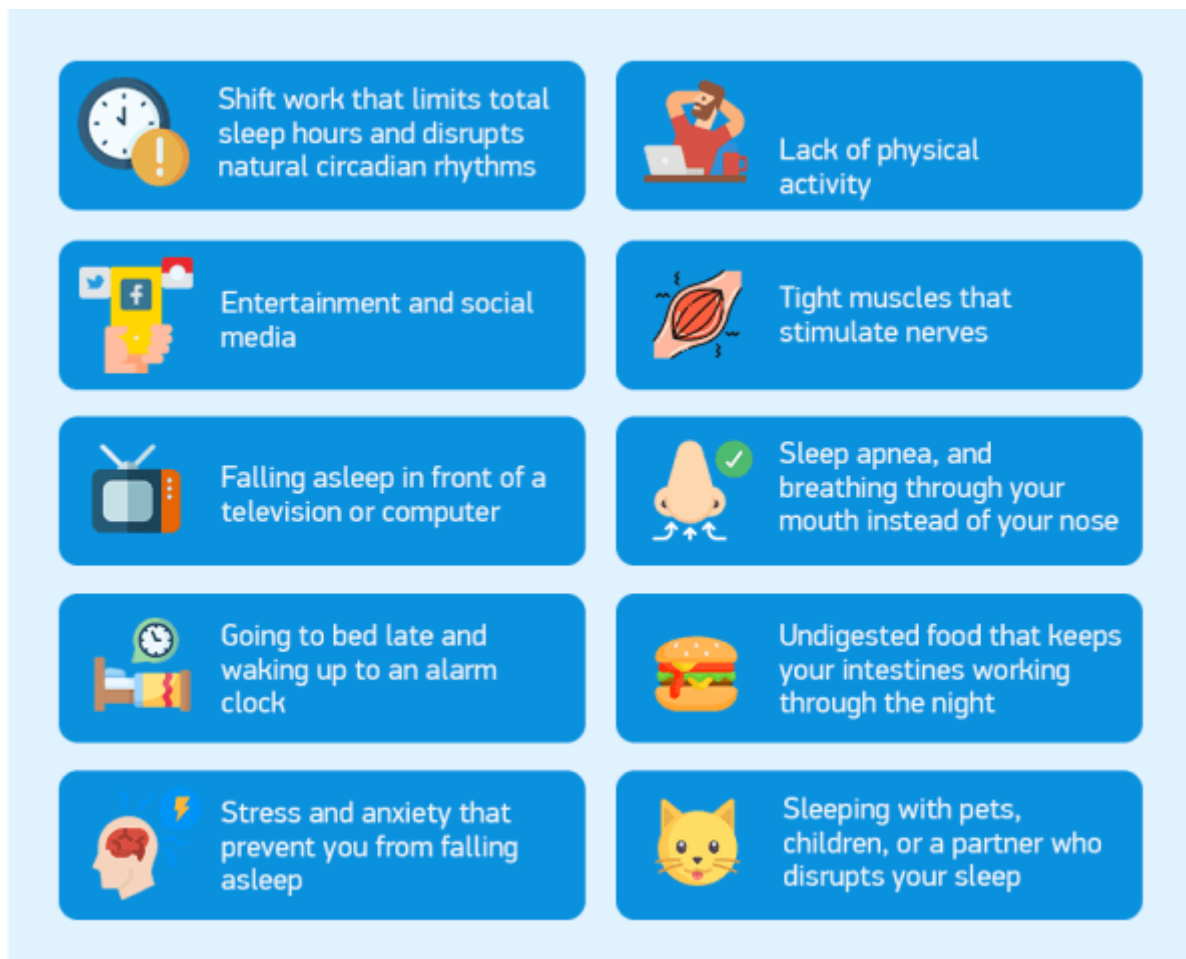 Shift work that limits total
sleep hours and disrupts
natural circadian rhythms
Lack of physical
activity
Entertainment and social
media
Tight muscles that
stimulate nerves
Falling asleep in front of a
television or computer
Sleep apnea, and
breathing through your
mouth instead of your nose
Going to bed late and
waking up to an alarm
clock
Undigested food that keeps
your intestines working
through the night
Stress and anxiety that
prevent you from falling
asleep
Sleeping with pets,
children, or a partner who
disrupts your sleep